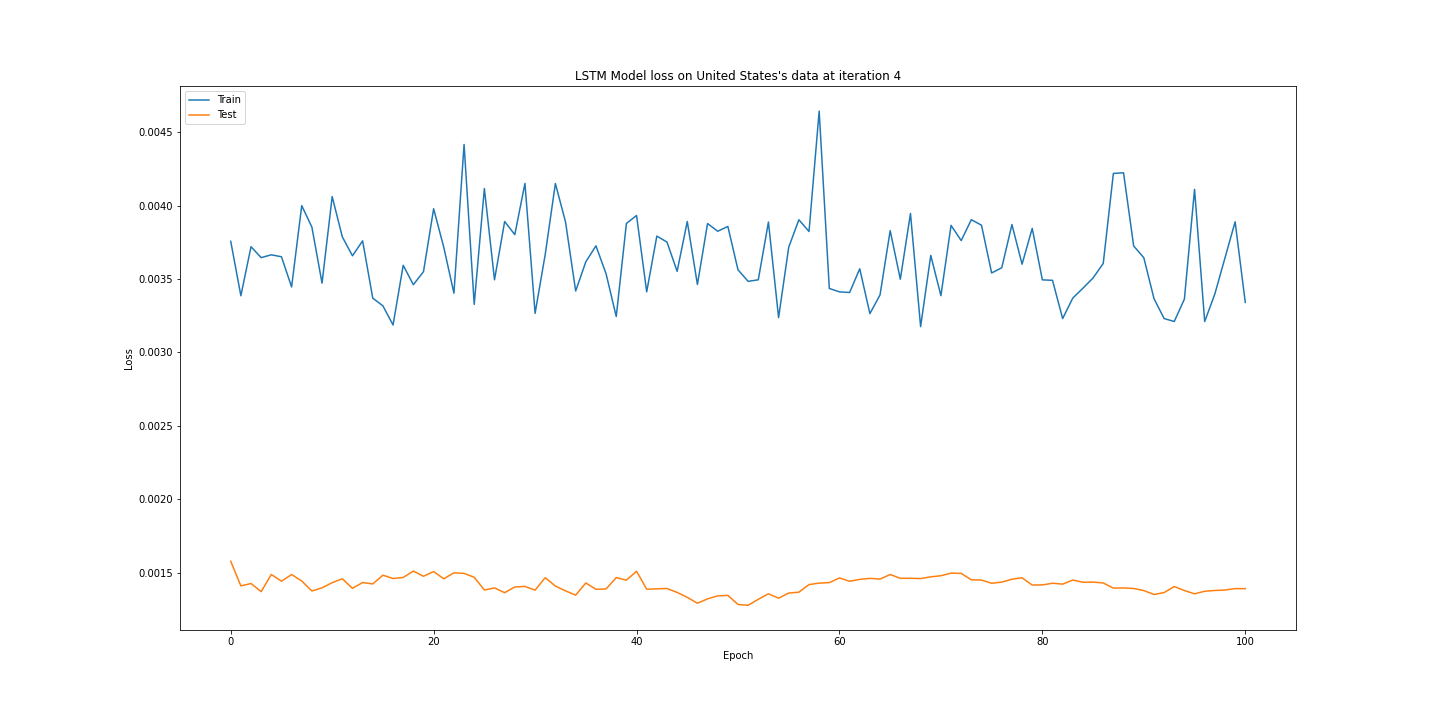 LSTM Model loss on United States's data at iteration 4
Train
Test
0.0045
0.0040
0.0035
0.0030
0.0025
0.0020
0.0015
Loss
0 20 40 60 80 100
Epoch